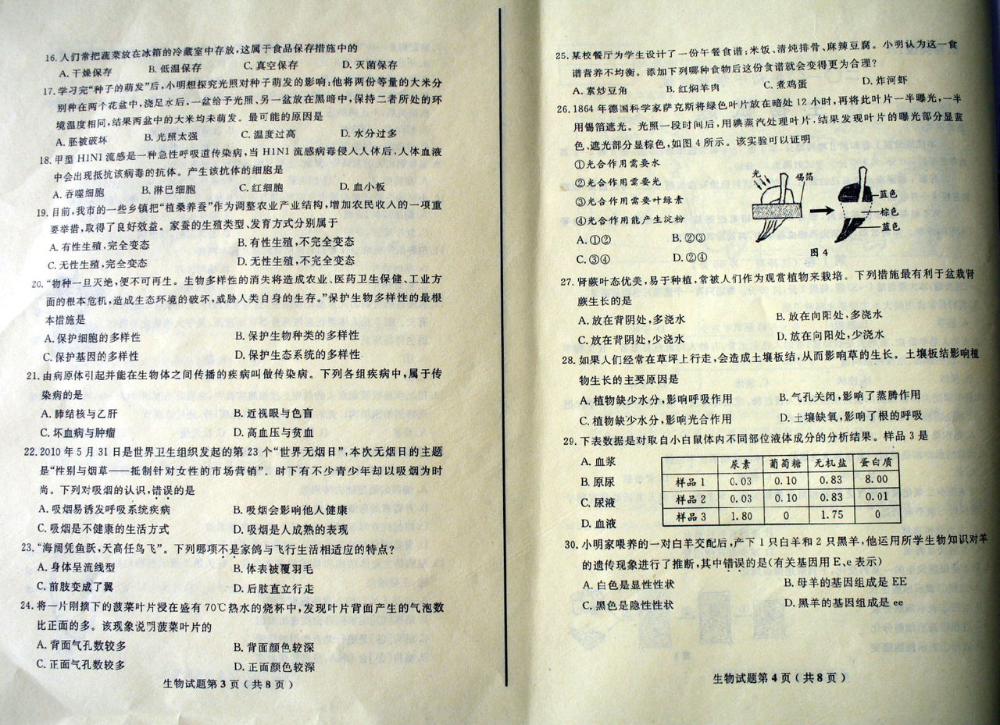 16. 人们常把蔬菜放在冰箱的冷藏室中存放,这属于食品保存措施中的
A. 干燥保存 B. 低温保存 C. 真空保存 D. 灭菌保存
17. 学习完“种子的萌发”后,小明想探究光照对种子萌发的影响:他将两份等量的大米分
别种在两个花盆中,浇足水后,一盆给予光照、另一盆放在黑暗中,保持二者所处的环
境温度相同,结果两盆中的大米均未萌发。最可能的原因是
A. 胚被破坏 B. 光照太强 C. 温度过高 D. 水分过多
18. 甲型 H1N1 流感是一种急性呼吸道传染病,当 H1N1 流感病毒侵入人体后,人体血液
中会出现抵抗该病毒的抗体。产生该抗体的细胞是
A. 吞噬细胞 B. 淋巴细胞 C. 红细胞 D. 血小板
19. 目前,我市的一些乡镇把“植桑养蚕”作为调整农业产业结构,增加农民收入的一项重
要举措,取得了良好效益。家蚕的生殖类型、发育方式分别属于
A. 有性生殖,完全变态 B. 有性生殖,不完全变态
C. 无性生殖,完全变态 D. 无性生殖,不完全变态
20. “物种一旦灭绝,便不可再生。生物多样性的消失将造成农业、医药卫生保健、工业方
面的根本危机,造成生态环境的破坏,威胁人类自身的生存。”保护生物多样性的最根
本措施是
A. 保护细胞的多样性 B. 保护生物种类的多样性
C. 保护基因的多样性 D. 保护生态系统的多样性
21. 由病原体引起并能在生物体之间传播的疾病叫做传染病。下列各组疾病中,属于传
染病的是
A. 肺结核与乙肝 B. 近视眼与色盲
C. 坏血病与肿瘤 D. 高血压与贫血
22. 2010 年 5 月 31 日是世界卫生组织发起的第 23 个“世界无烟日”,本次无烟日的主题
是“性别与烟草——抵制针对女性的市场营销”. 时下有不少青少年却以吸烟为时
尚。下列对吸烟的认识,错误的是
A. 吸烟易诱发呼吸系统疾病 B. 吸烟会影响他人健康
C. 吸烟是不健康的生活方式 D. 吸烟是人成熟的表现
23. “海阔凭鱼跃,天高任鸟飞”。下列哪项不是家鸽与飞行生活相适应的特点?
A. 身体呈流线型 B. 体表被覆羽毛
C. 前肢变成了翼 D. 后肢直立行走
24. 将一片刚摘下的菠菜叶片浸在盛有 70℃ 热水的烧杯中,发现叶片背面产生的气泡数
比正面的多。该现象说明菠菜叶片的
A. 背面气孔数较多 B. 背面颜色较深
C. 正面气孔数较多 D. 正面颜色较深
生物试题第 3 页(共 8 页)
25. 某校餐厅为学生设计了一份午餐食谱:米饭、清炖排骨、麻辣豆腐。小明认为这一食
谱营养不均衡。添加下列哪种食物后这份食谱就会变得更为合理?
A. 素炒豆角 B. 红焖羊肉 C. 煮鸡蛋 D. 炸河虾
26. 1864 年德国科学家萨克斯将绿色叶片放在暗处 12 小时,再将此叶片一半曝光,一半
用锡箔遮光。光照一段时间后,用碘蒸汽处理叶片,结果发现叶片的曝光部分显蓝
色、遮光部分显棕色,如图 4 所示。该实验可以证明
①光合作用需要水
②光合作用需要光
③光合作用需要叶绿素
④光合作用能产生淀粉
A. ①② B. ②③
C. ③④ D. ②④
光 锡箔
蓝色
棕色
蓝色
图 4
27. 肾蕨叶态优美,易于种植,常被人们作为观赏植物来栽培。下列措施最有利于盆栽肾
蕨生长的是
A. 放在背阴处,多浇水 B. 放在向阳处,多浇水
C. 放在背阴处,少浇水 D. 放在向阳处,少浇水
28. 如果人们经常在草坪上行走,会造成土壤板结,从而影响草的生长。土壤板结影响植
物生长的主要原因是
A. 植物缺少水分,影响呼吸作用 B. 气孔关闭,影响了蒸腾作用
C. 植物缺少水分,影响光合作用 D. 土壤缺氧,影响了根的呼吸
29. 下表数据是对取自小白鼠体内不同部位液体成分的分析结果。样品 3 是
A. 血浆
B. 原尿
C. 尿液
D. 血液
尿素 葡萄糖 无机盐 蛋白质
样品 1 0.03 0.10 0.83 8.00
样品 2 0.03 0.10 0.83 0.01
样品 3 1.80 0 1.75 0
30. 小明家喂养的一对白羊交配后,产下 1 只白羊和 2 只黑羊,他运用所学生物知识对羊
的遗传现象进行了推断,其中错误的是(有关基因用 E、e 表示)
A. 白色是显性性状 B. 母羊的基因组成是 EE
C. 黑色是隐性性状 D. 黑羊的基因组成是 ee
生物试题第 4 页(共 8 页)